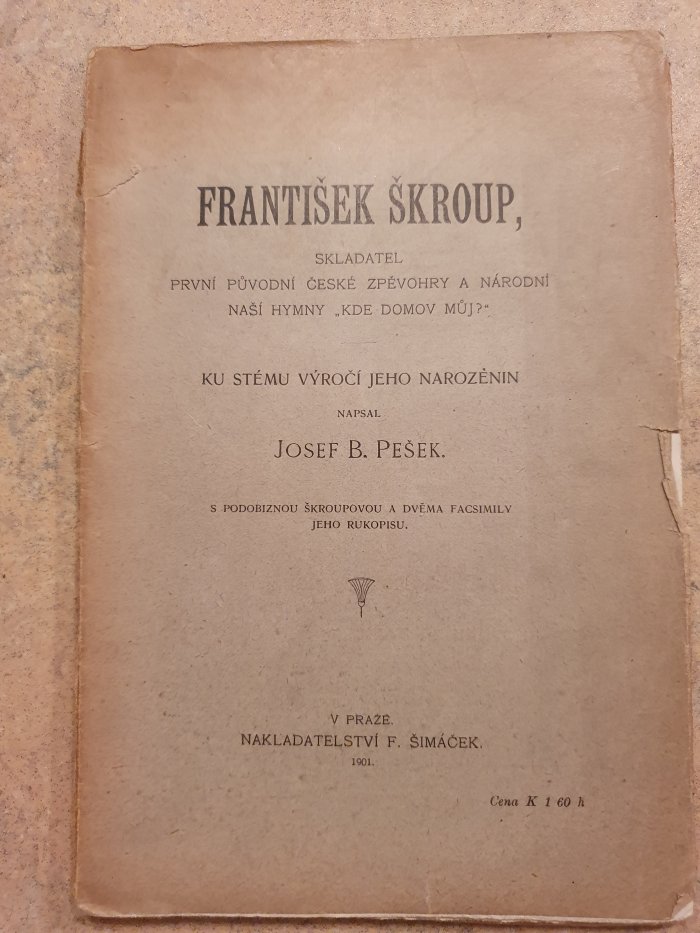 FRANTIŠEK ŠKROUP,
SKLADATEL
PRVNÍ PŮVODNÍ ČESKÉ ZPĚVOHRY A NÁRODNÍ
NAŠÍ HYMNY „KDE DOMOV MŮJ?“
KU STÉMU VÝROČÍ JEHO NAROZENIN
NAPSAL
JOSEF B. PEŠEK.
S PODOBIZNOU ŠKROUPOVOU A DVĚMA FACSIMILY
JEHO RUKOPISU.
V PRAZE.
NAKLADATELSTVÍ F. ŠIMÁČEK.
1901.
Cena K 1 60 h